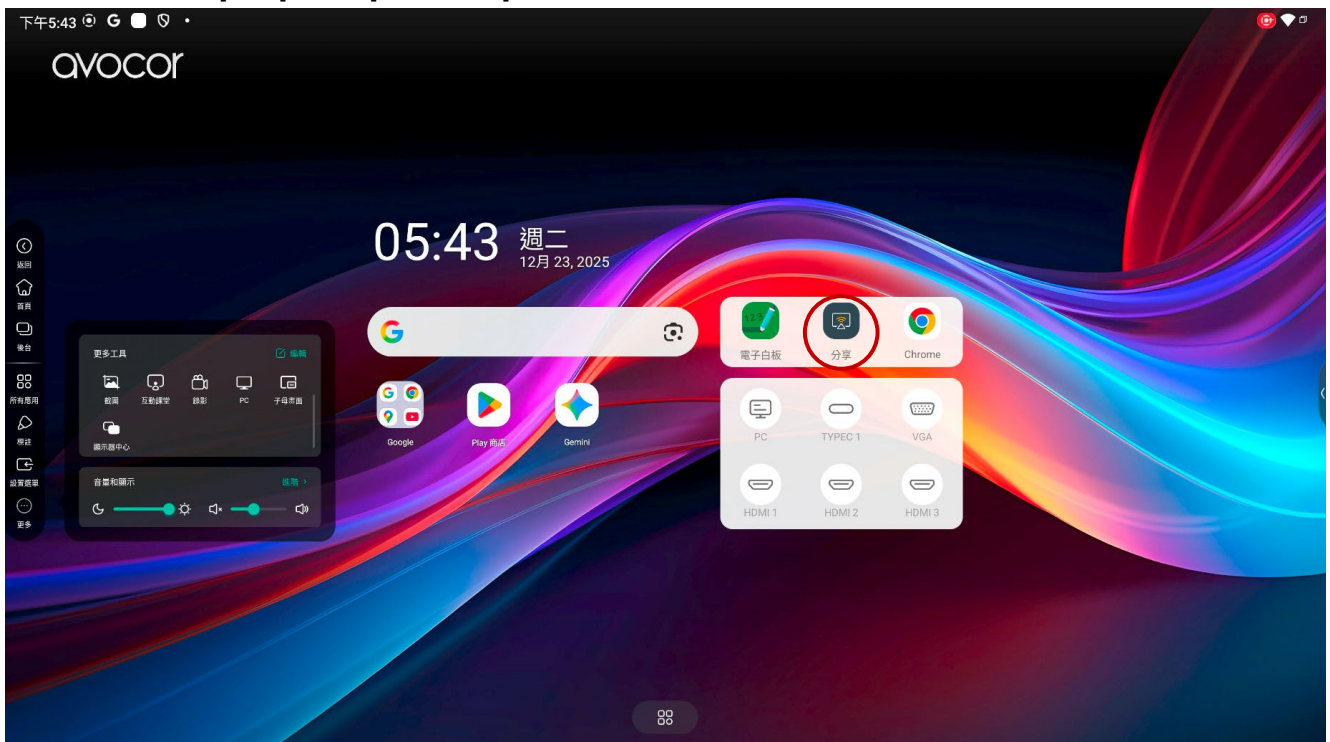 下午5:43
avocor
05:43
週二
12月 23, 2025
返回
首頁
後台
所有應用
標註
設置選單
更多
更多工具
編輯
截圖
互動課堂
錄影
PC
子母畫面
顯示器中心
音量和顯示
進階
Google
Play 商店
Gemini
電子白板
分享
Chrome
PC
TYPEC 1
VGA
HDMI 1
HDMI 2
HDMI 3